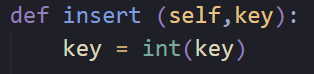 def insert (self,key):
    key = int(key)